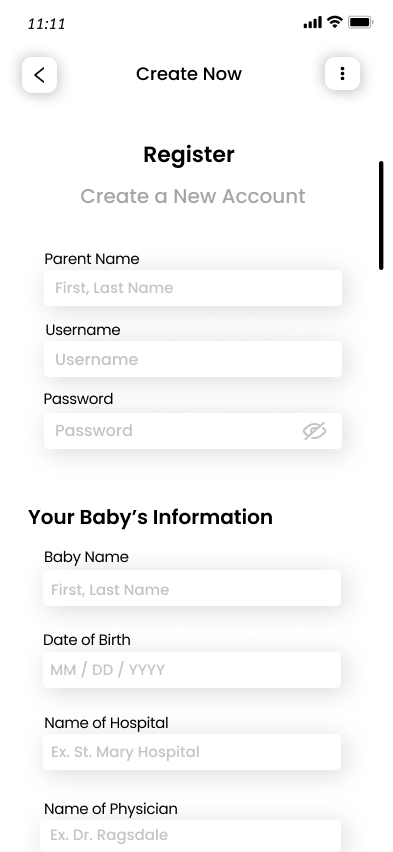 11:11
Create Now
Register
Create a New Account
Parent Name
First, Last Name
Username
Username
Password
Password
Your Baby’s Information
Baby Name
First, Last Name
Date of Birth
MM / DD / YYYY
Name of Hospital
Ex. St. Mary Hospital
Name of Physician
Ex. Dr. Ragsdale